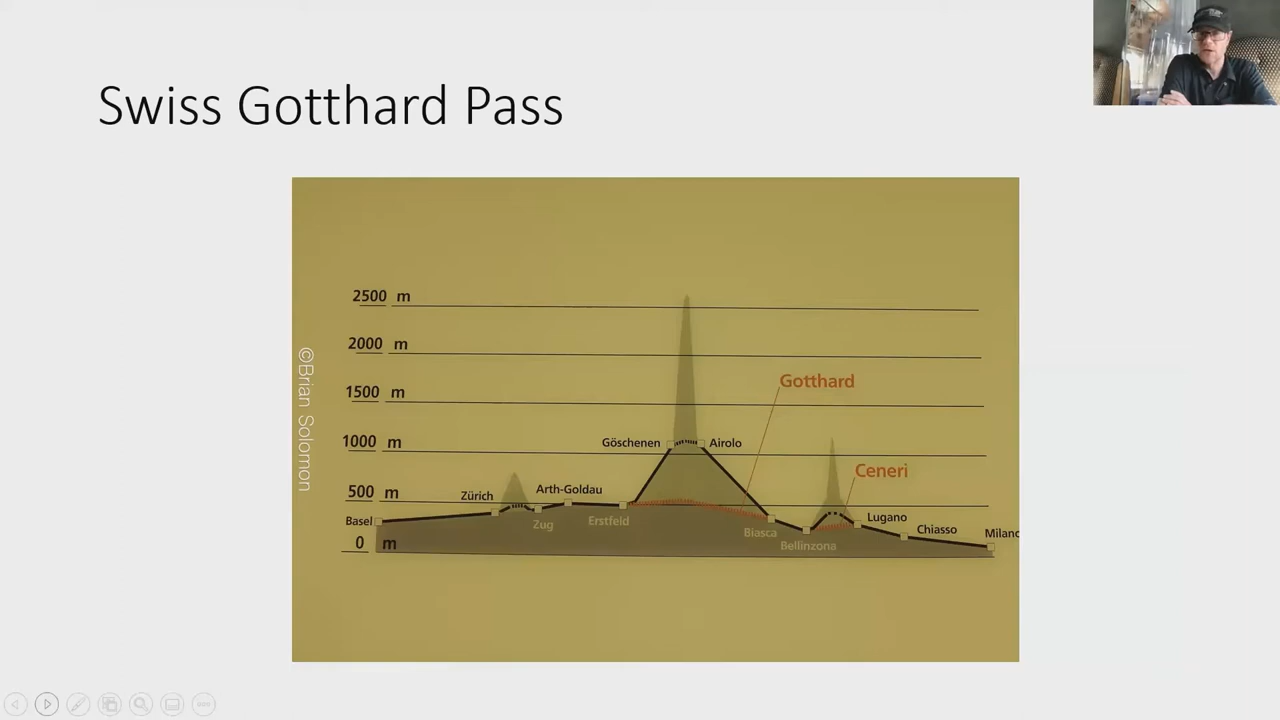 Swiss Gotthard Pass
2500 m
2000 m
Gotthard
1500 m
1000 m
Göschenen
Airolo
Ceneri
500 m
Zürich
Arth-Goldau
Basel
Zug
Erstfeld
Biasca
Bellinzona
Lugano
Chiasso
Milano
0 m
©Brian Solomon